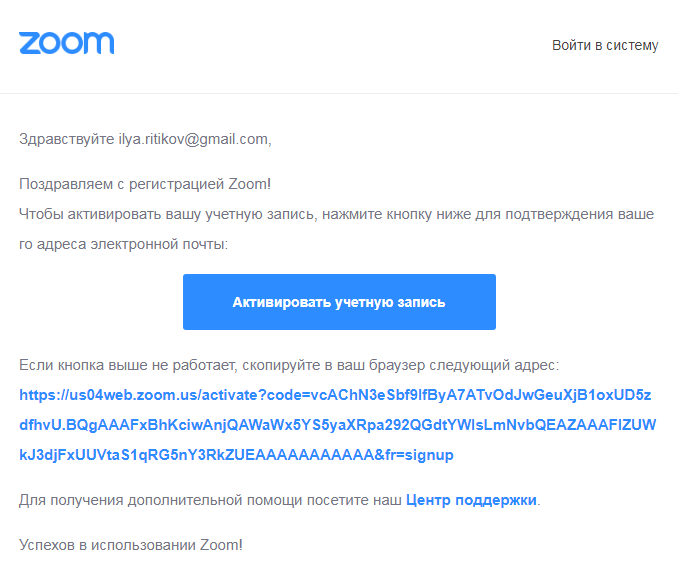 zoom
Войти в систему
Здравствуйте ilya.ritikov@gmail.com,
Поздравляем с регистрацией Zoom!
Чтобы активировать вашу учетную запись, нажмите кнопку ниже для подтверждения ваше
го адреса электронной почты:
Активировать учетную запись
Если кнопка выше не работает, скопируйте в ваш браузер следующий адрес:
https://us04web.zoom.us/activate?code=vcAChN3eSbf9lfByA7ATvOdJwGeuXjB1oxUD5z
dfhvU.BQgAAAFxBhKciwAnjQAWaWx5YS5yaXRpa292QGdtYWlsLmNvbQEAZAAAFlZUW
kJ3djFxUUVtaS1qRG5nY3RkZUEAAAAAAAAAAA&fr=signup
Для получения дополнительной помощи посетите наш Центр поддержки.
Успехов в использовании Zoom!